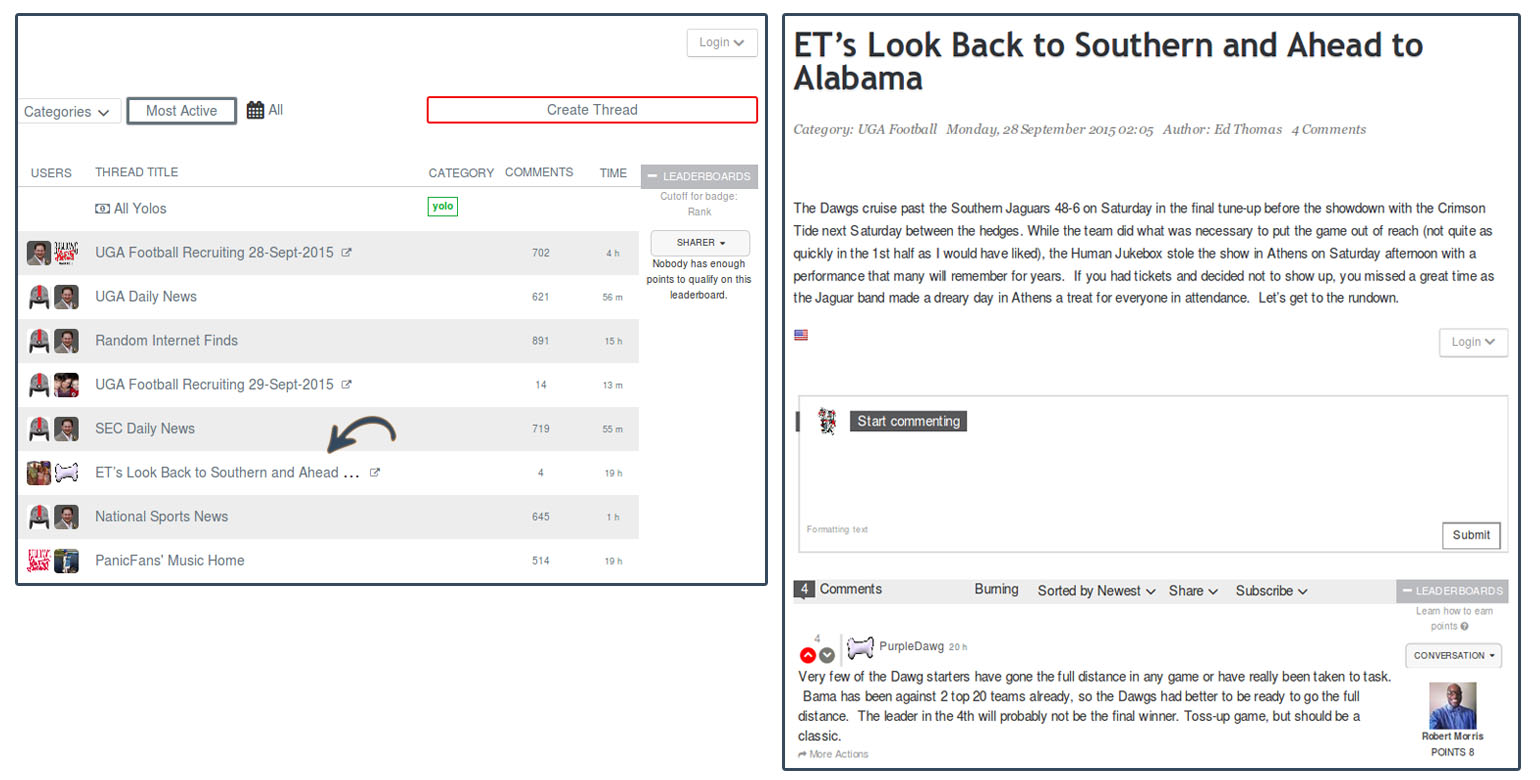 Login
Categories
Most Active
All
Create Thread
USERS THREAD TITLE CATEGORY COMMENTS TIME
LEADERBOARDS
Cutoff for badge:
Rank
All Yolos yolo
SHARER
Nobody has enough
points to qualify on this
leaderboard.
UGA Football Recruiting 28-Sept-2015 702 4 h
UGA Daily News 621 56 m
Random Internet Finds 891 15 h
UGA Football Recruiting 29-Sept-2015 14 13 m
SEC Daily News 719 55 m
ET's Look Back to Southern and Ahead ... 4 19 h
National Sports News 645 1 h
PanicFans' Music Home 514 19 h
ET's Look Back to Southern and Ahead to
Alabama
Category: UGA Football Monday, 28 September 2015 02:05 Author: Ed Thomas 4 Comments
The Dawgs cruise past the Southern Jaguars 48-6 on Saturday in the final tune-up before the showdown with the Crimson
Tide next Saturday between the hedges. While the team did what was necessary to put the game out of reach (not quite as
quickly in the 1st half as I would have liked), the Human Jukebox stole the show in Athens on Saturday afternoon with a
performance that many will remember for years. If you had tickets and decided not to show up, you missed a great time as
the Jaguar band made a dreary day in Athens a treat for everyone in attendance. Let's get to the rundown.
Login
Start commenting
Formatting text
Submit
4 Comments Burning Sorted by Newest Share Subscribe
LEADERBOARDS
Learn how to earn
points
CONVERSATION
4
PurpleDawg 20 h
Very few of the Dawg starters have gone the full distance in any game or have really been taken to task.
Bama has been against 2 top 20 teams already, so the Dawgs had better to be ready to go the full
distance. The leader in the 4th will probably not be the final winner. Toss-up game, but should be a
classic.
More Actions
Robert Morris
POINTS 8